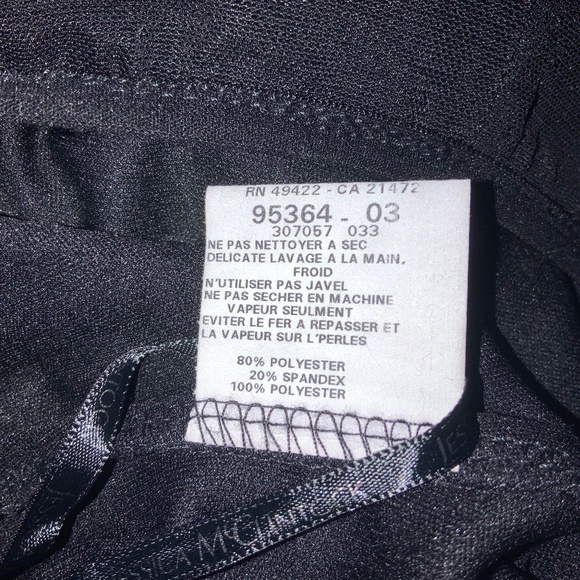 RN 49422 - CA 21472
95364 - 03
307057 033
NE PAS NETTOYER A SEC
DELICATE LAVAGE A LA MAIN.
FROID
N'UTILISER PAS JAVEL
NE PAS SECHER EN MACHINE
VAPEUR SEULMENT
EVITER LE FER A REPASSER ET
LA VAPEUR SUR L'PERLES
80% POLYESTER
20% SPANDEX
100% POLYESTER